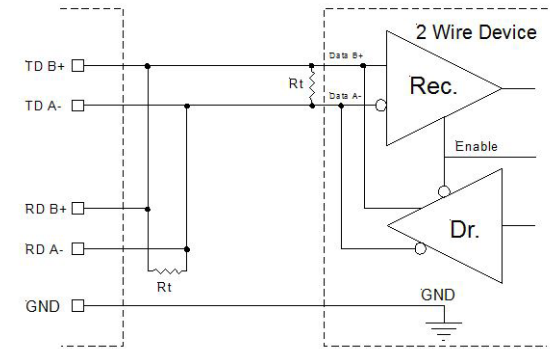 2 Wire Device
TD B+
Data B+
Rt
Rec.
TD A-
Data A-
Enable
RD B+
Dr.
RD A-
Rt
GND
GND